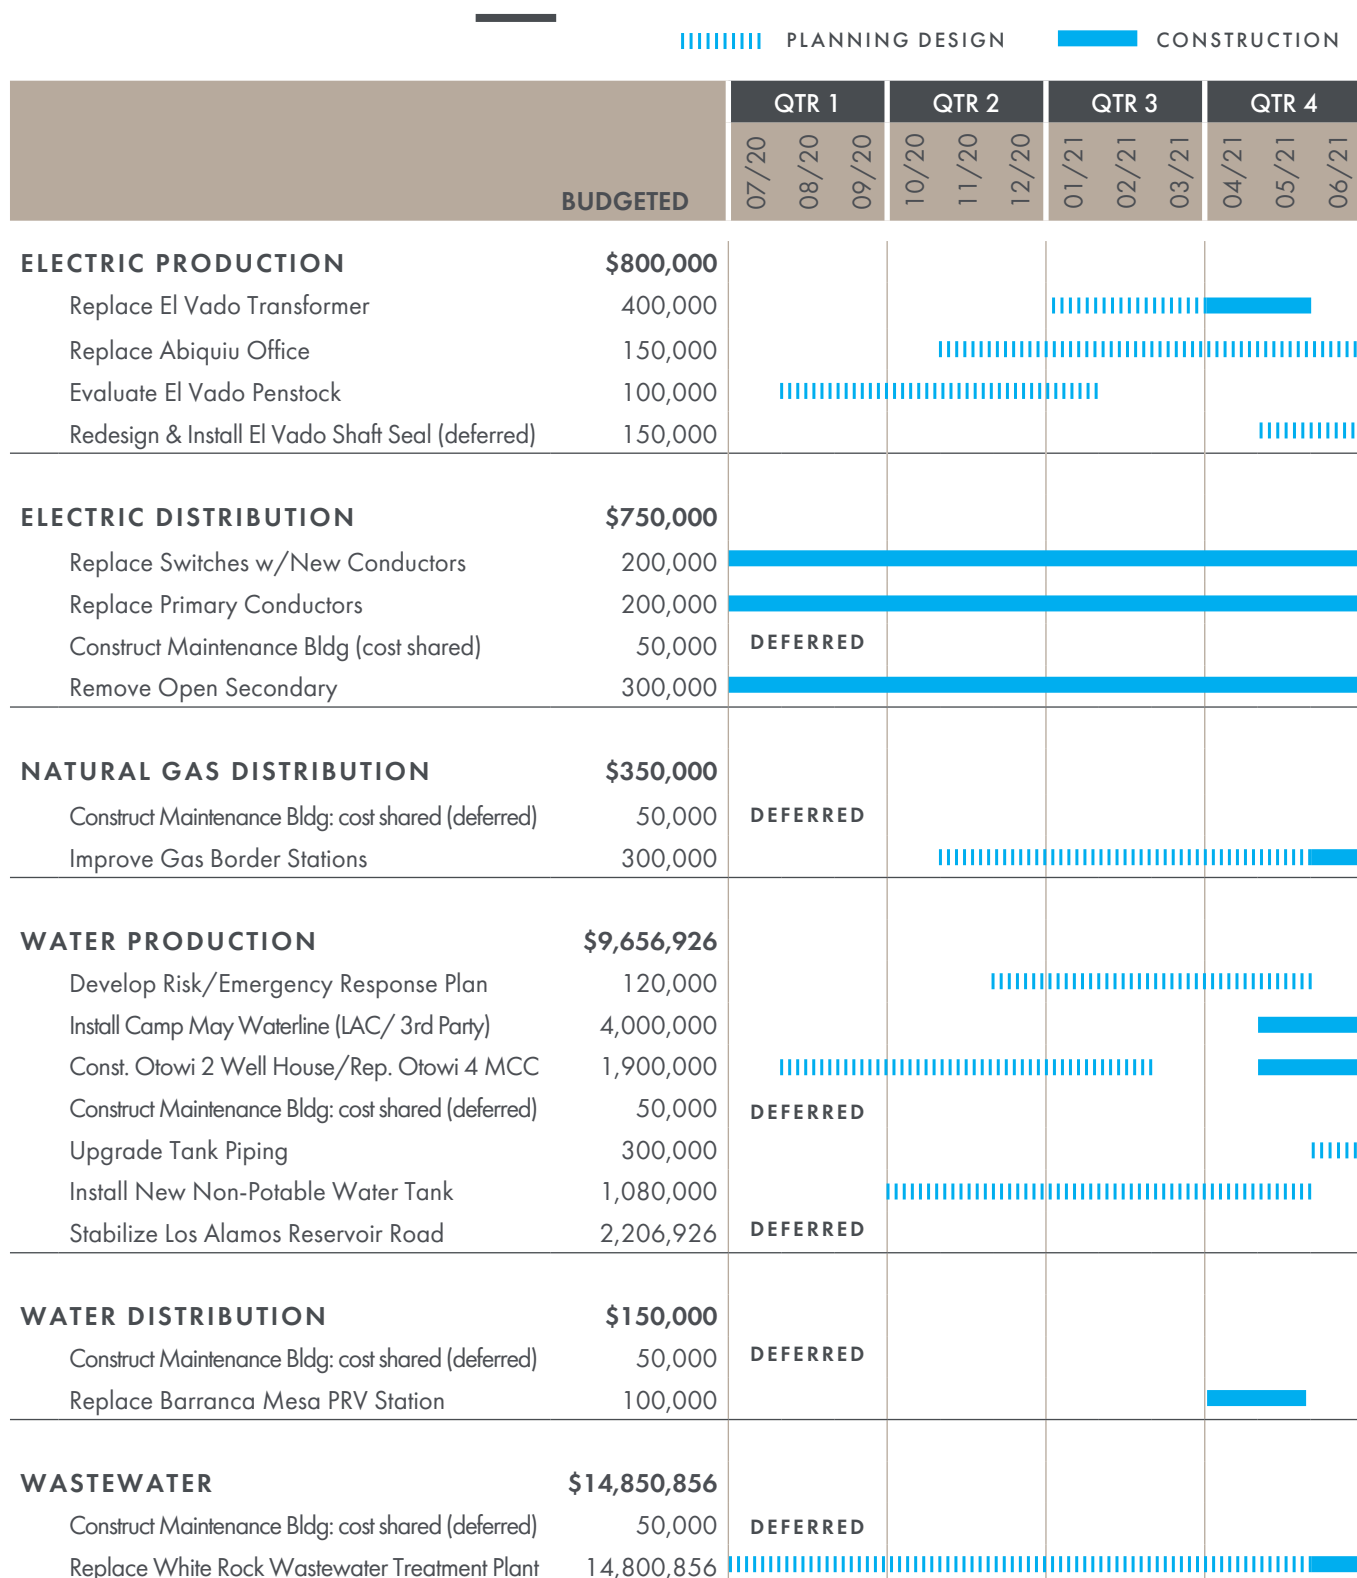 PLANNING DESIGN CONSTRUCTION
QTR 1 QTR 2 QTR 3 QTR 4
BUDGETED 07/20 08/20 09/20 10/20 11/20 12/20 01/21 02/21 03/21 04/21 05/21 06/21
ELECTRIC PRODUCTION $800,000
Replace El Vado Transformer 400,000
Replace Abiquiu Office 150,000
Evaluate El Vado Penstock 100,000
Redesign & Install El Vado Shaft Seal (deferred) 150,000
ELECTRIC DISTRIBUTION $750,000
Replace Switches w/New Conductors 200,000
Replace Primary Conductors 200,000
Construct Maintenance Bldg (cost shared) 50,000 DEFERRED
Remove Open Secondary 300,000
NATURAL GAS DISTRIBUTION $350,000
Construct Maintenance Bldg: cost shared (deferred) 50,000 DEFERRED
Improve Gas Border Stations 300,000
WATER PRODUCTION $9,656,926
Develop Risk/Emergency Response Plan 120,000
Install Camp May Waterline (LAC/ 3rd Party) 4,000,000
Const. Otowi 2 Well House/Rep. Otowi 4 MCC 1,900,000
Construct Maintenance Bldg: cost shared (deferred) 50,000 DEFERRED
Upgrade Tank Piping 300,000
Install New Non-Potable Water Tank 1,080,000
Stabilize Los Alamos Reservoir Road 2,206,926 DEFERRED
WATER DISTRIBUTION $150,000
Construct Maintenance Bldg: cost shared (deferred) 50,000 DEFERRED
Replace Barranca Mesa PRV Station 100,000
WASTEWATER $14,850,856
Construct Maintenance Bldg: cost shared (deferred) 50,000 DEFERRED
Replace White Rock Wastewater Treatment Plant 14,800,856